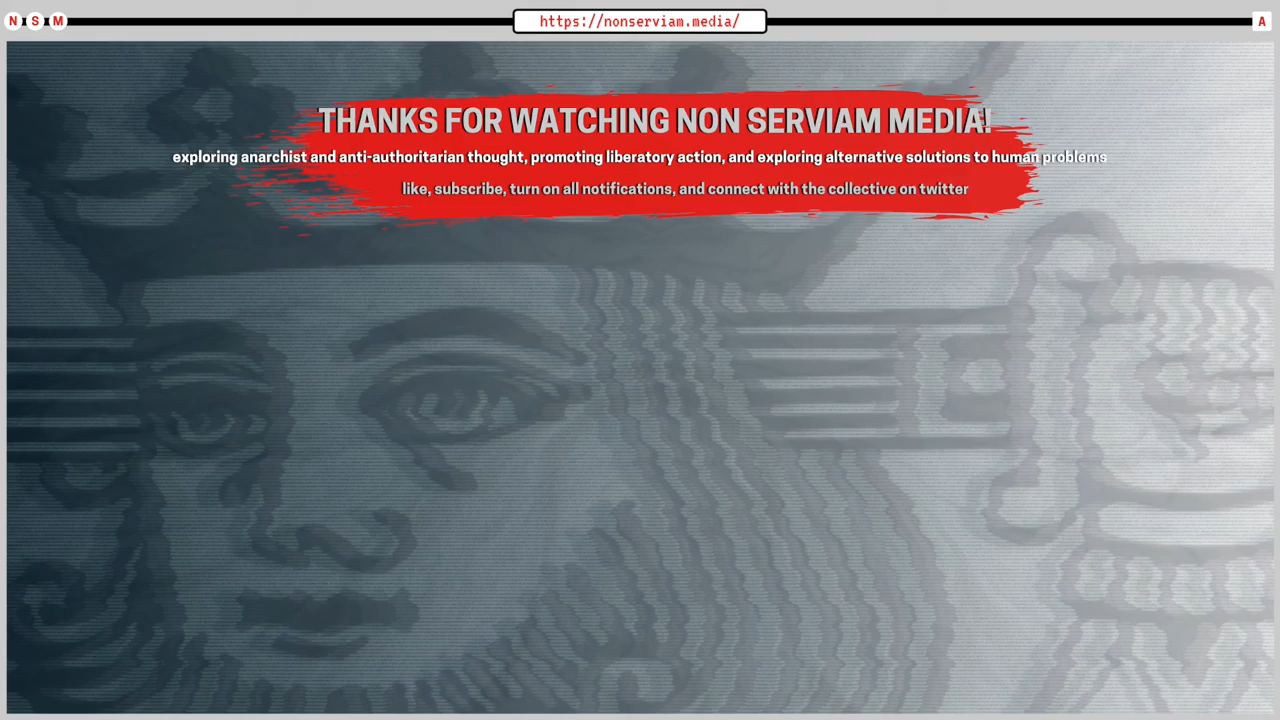 N S M
https://nonserviam.media/
A
THANKS FOR WATCHING NON SERVIAM MEDIA!
exploring anarchist and anti-authoritarian thought, promoting liberatory action, and exploring alternative solutions to human problems
like, subscribe, turn on all notifications, and connect with the collective on twitter